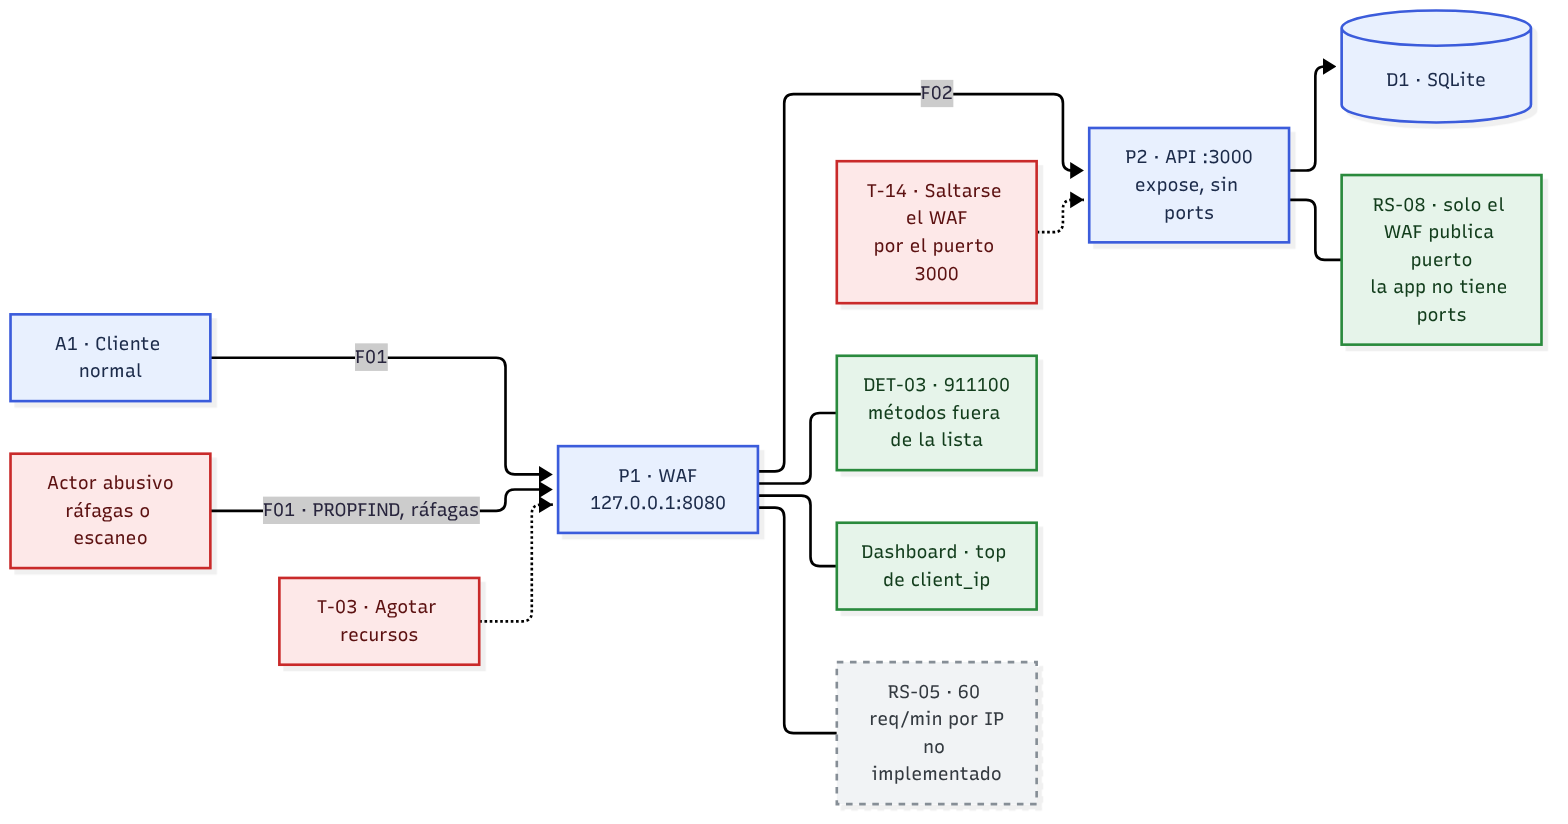 D1 · SQLite
F02
P2 · API :3000
expose, sin
ports
T-14 · Saltarse
el WAF
por el puerto
3000
RS-08 · solo el
WAF publica
puerto
la app no tiene
ports
A1 · Cliente
normal
F01
DET-03 · 911100
métodos fuera
de la lista
Actor abusivo
ráfagas o
escaneo
F01 · PROPFIND, ráfagas
P1 · WAF
127.0.0.1:8080
Dashboard · top
de client_ip
T-03 · Agotar
recursos
RS-05 · 60
req/min por IP
no
implementado